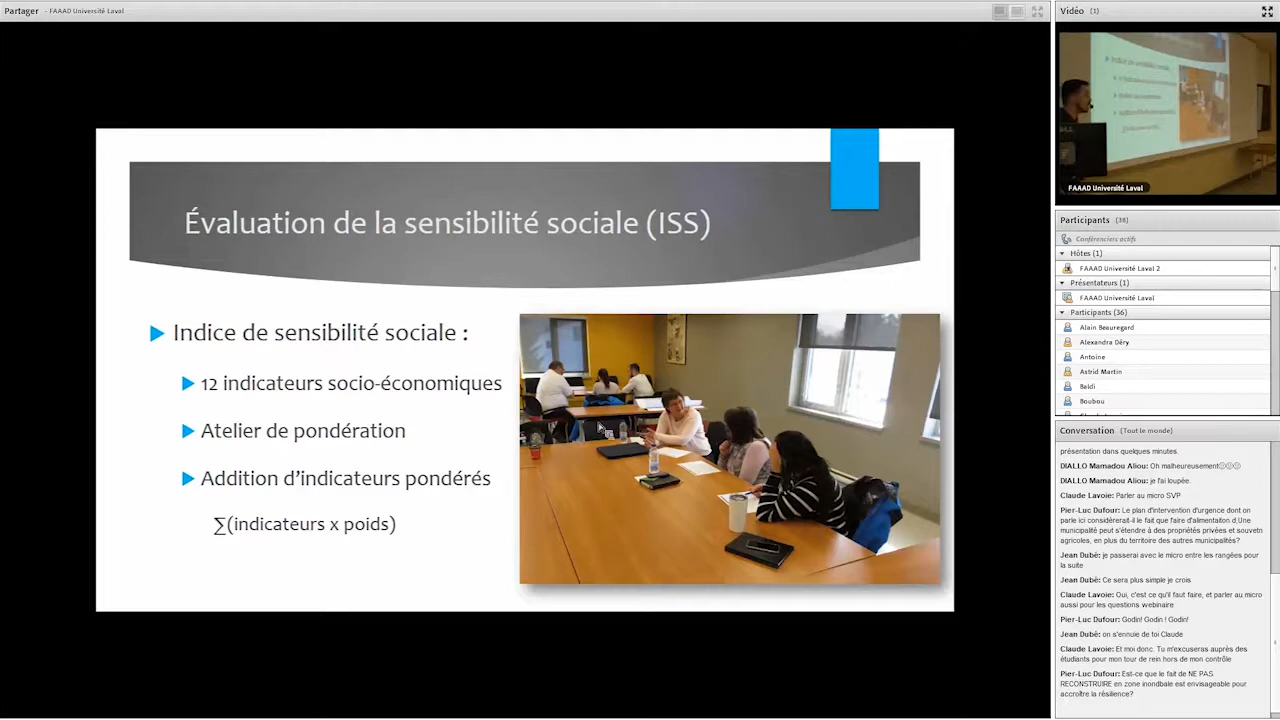 Partager - FAAAD Université Laval
Évaluation de la sensibilité sociale (ISS)
Indice de sensibilité sociale :
12 indicateurs socio-économiques
Atelier de pondération
Addition d’indicateurs pondérés
∑(indicateurs x poids)
Vidéo (1)
FAAAD Université Laval
Participants (38)
Conférenciers actifs
Hôtes (1)
FAAAD Université Laval 2
Présentateurs (1)
FAAAD Université Laval
Participants (36)
Alain Beauregard
Alexandra Déry
Antoine
Astrid Martin
Baldi
Boubou
Conversation (Tout le monde)
présentation dans quelques minutes.
DIALLO Mamadou Aliou: Oh malheureusement
DIALLO Mamadou Aliou: je l'ai loupée.
Claude Lavoie: Parler au micro SVP
Pier-Luc Dufour: Le plan d'intervention d'urgence dont on
parle ici considèrerait-il le fait que l'aire d'alimentation d;Une
municipalité peut s'étendre à des propriétés privées et souvetn
agricoles, en plus du territoire des autres municipalités?
Jean Dubé: je passerai avec le micro entre les rangées pour
la suite
Jean Dubé: Ce sera plus simple je crois
Claude Lavoie: Oui, c'est ce qu'il faut faire, et parler au micro
aussi pour les questions webinaire
Pier-Luc Dufour: Godin! Godin ! Godin!
Jean Dubé: on s'ennuie de toi Claude
Claude Lavoie: Et moi donc. Tu m'excuseras auprès des
étudiants pour mon tour de rein hors de mon contrôle
Pier-Luc Dufour: Est-ce que le fait de NE PAS
RECONSTRUIRE en zone inondbale est envisageable pour
accroître la résilience?